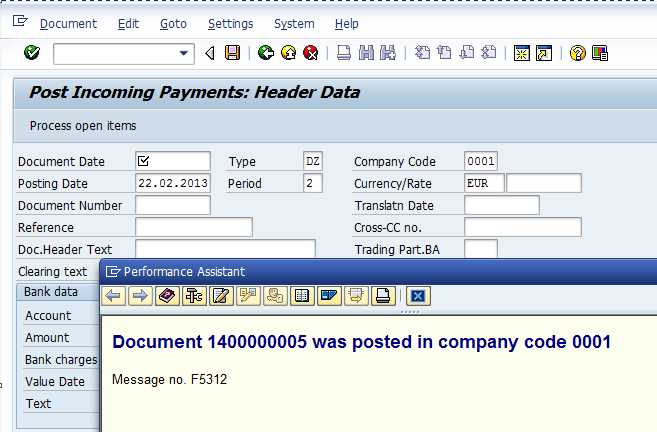 Document Edit Goto Settings System Help
Post Incoming Payments: Header Data
Process open items
Document Date Type DZ Company Code 0001
Posting Date 22.02.2013 Period 2 Currency/Rate EUR
Document Number Translatn Date
Reference Cross-CC no.
Doc.Header Text Trading Part.BA
Clearing text
Performance Assistant
Bank data
Account
Amount
Bank charges
Value Date
Text
Document 1400000005 was posted in company code 0001
Message no. F5312